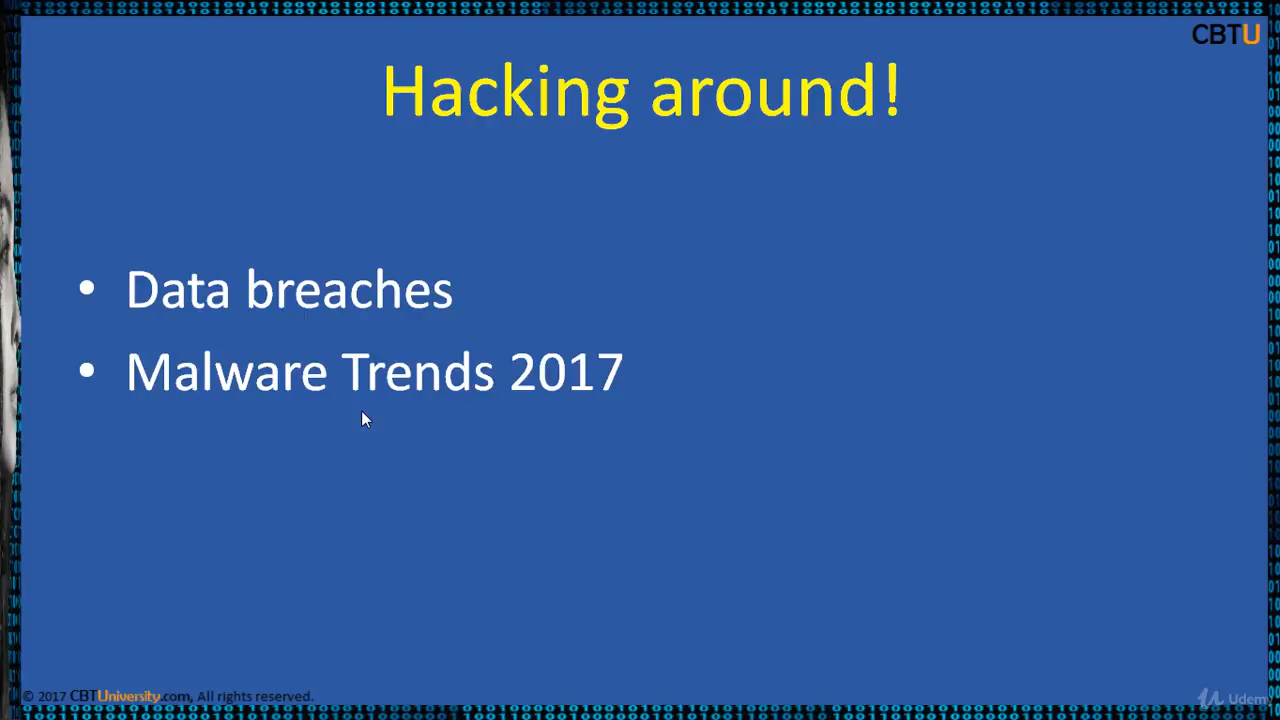 CBTU
Hacking around!
• Data breaches
• Malware Trends 2017
© 2017 CBTUniversity.com, All rights reserved.
Udemy